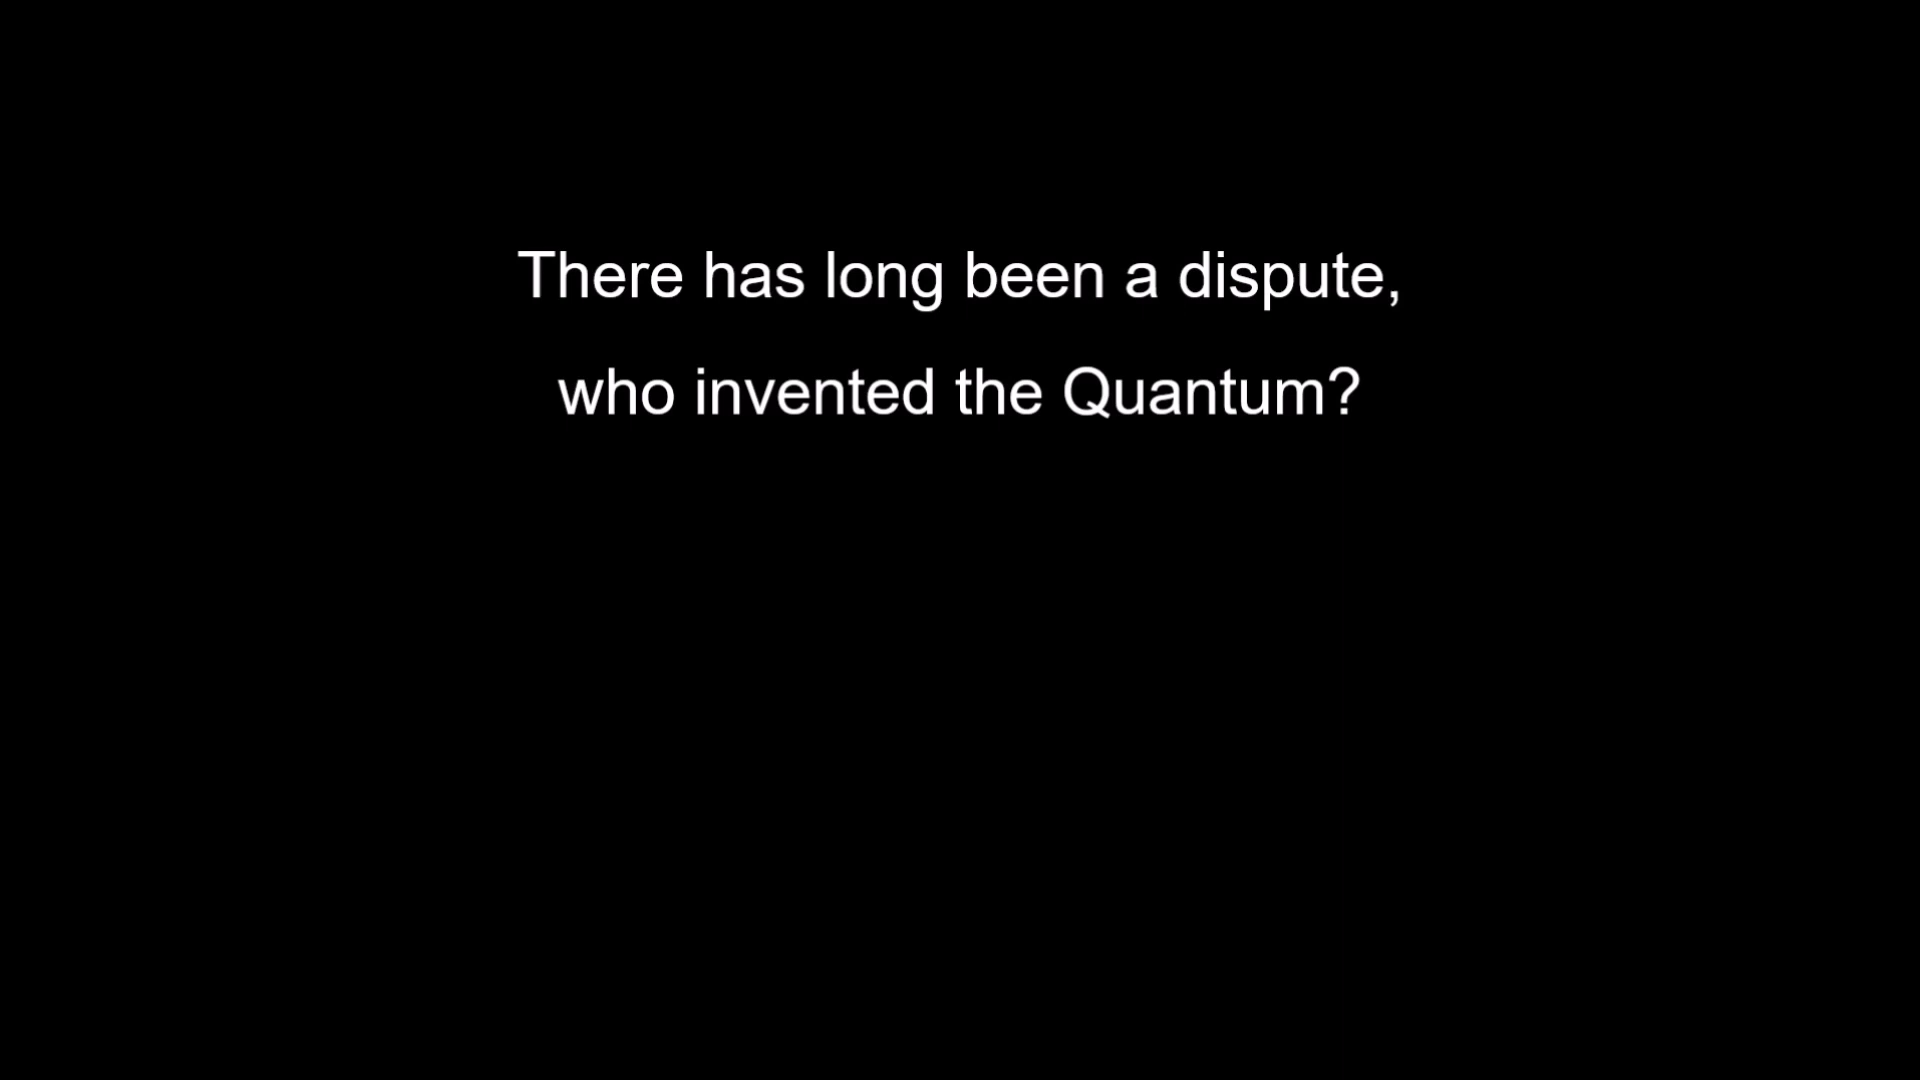 There has long been a dispute,
who invented the Quantum?